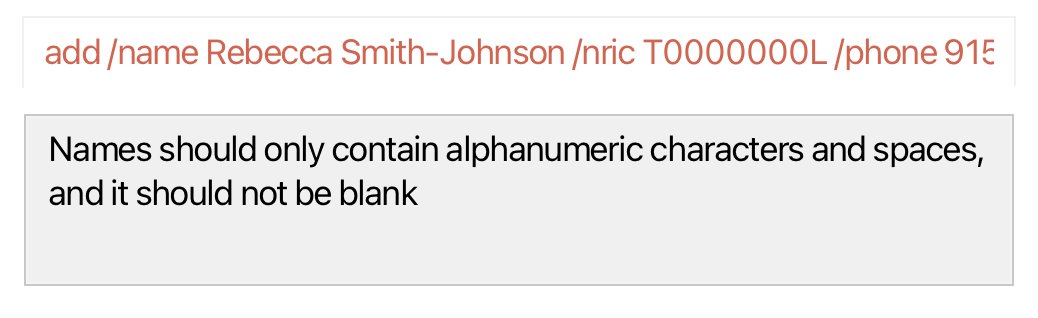 add /name Rebecca Smith-Johnson /nric T0000000L /phone 915
Names should only contain alphanumeric characters and spaces,
and it should not be blank